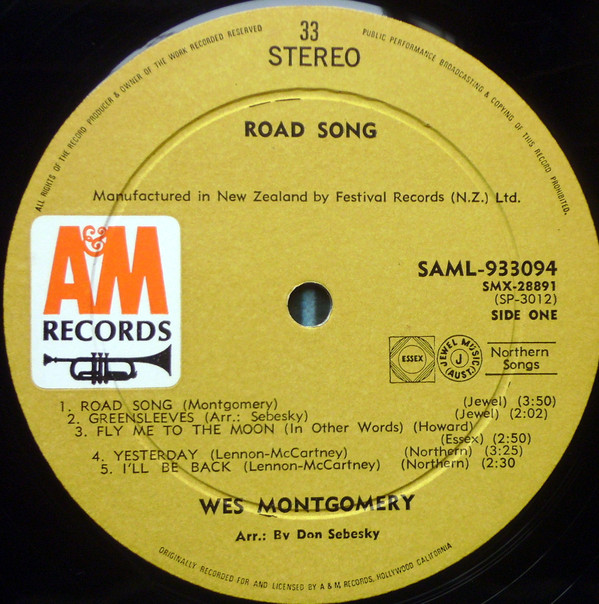 33
STEREO
ALL RIGHTS OF THE RECORD PRODUCER & OWNER OF THE WORK RECORDED RESERVED
PUBLIC PERFORMANCE BROADCASTING & COPYING OF THIS RECORD PROHIBITED.
ROAD SONG
Manufactured in New Zealand by Festival Records (N.Z.) Ltd.
A&M
RECORDS
SAML-933094
SMX-28891
(SP-3012)
SIDE ONE
ESSEX
JEWEL MUSIC J (AUST.)
Northern
Songs
1. ROAD SONG (Montgomery) (Jewel) (3:50)
2. GREENSLEEVES (Arr.: Sebesky) (Jewel) (2:02)
3. FLY ME TO THE MOON (In Other Words) (Howard)
(Essex) (2:50)
4. YESTERDAY (Lennon-McCartney) (Northern) (3:25)
5. I'LL BE BACK (Lennon-McCartney) (Northern) (2:30
WES MONTGOMERY
Arr.: By Don Sebesky
ORIGINALLY RECORDED FOR AND LICENSED BY A & M RECORDS, HOLLYWOOD CALIFORNIA